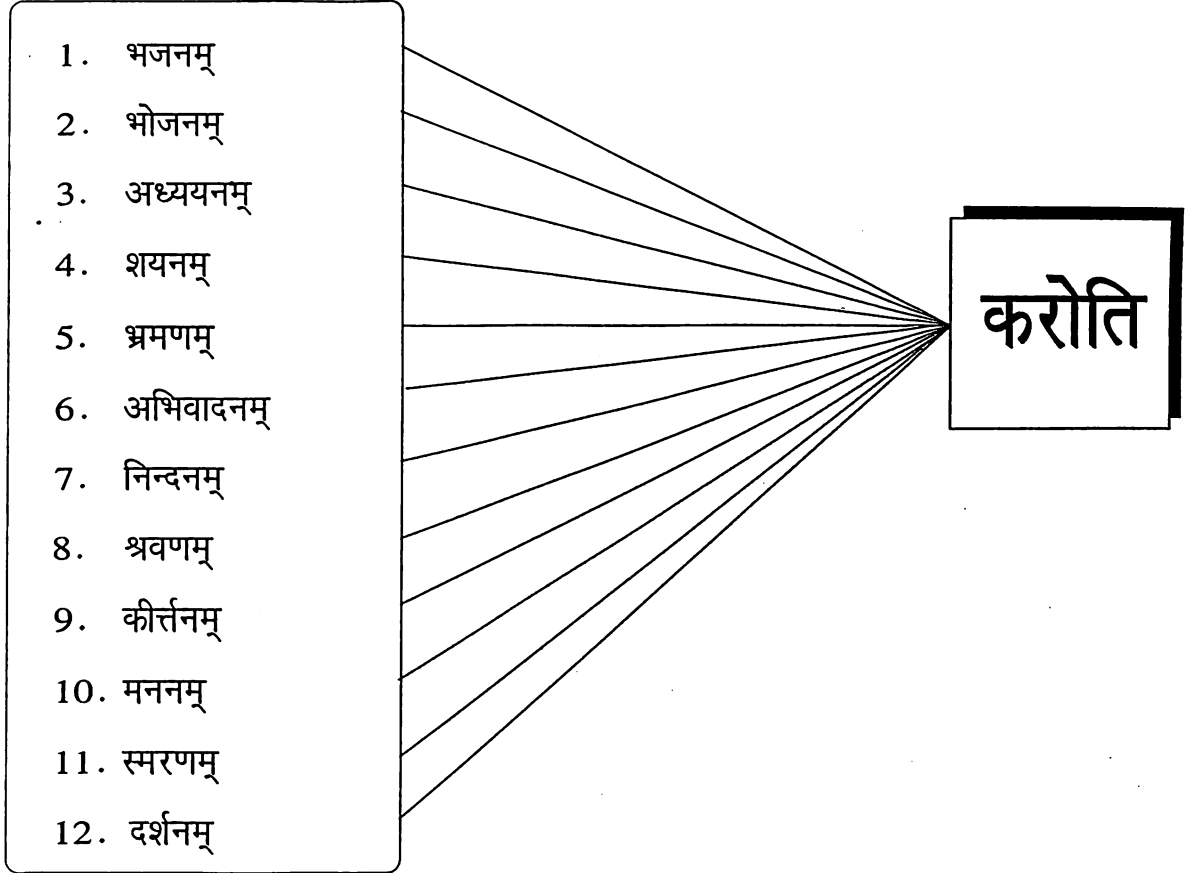 1. भजनम्
2. भोजनम्
3. अध्ययनम्
4. शयनम्
5. भ्रमणम्
6. अभिवादनम्
7. निन्दनम्
8. श्रवणम्
9. कीर्त्तनम्
10. मननम्
11. स्मरणम्
12. दर्शनम्
करोति